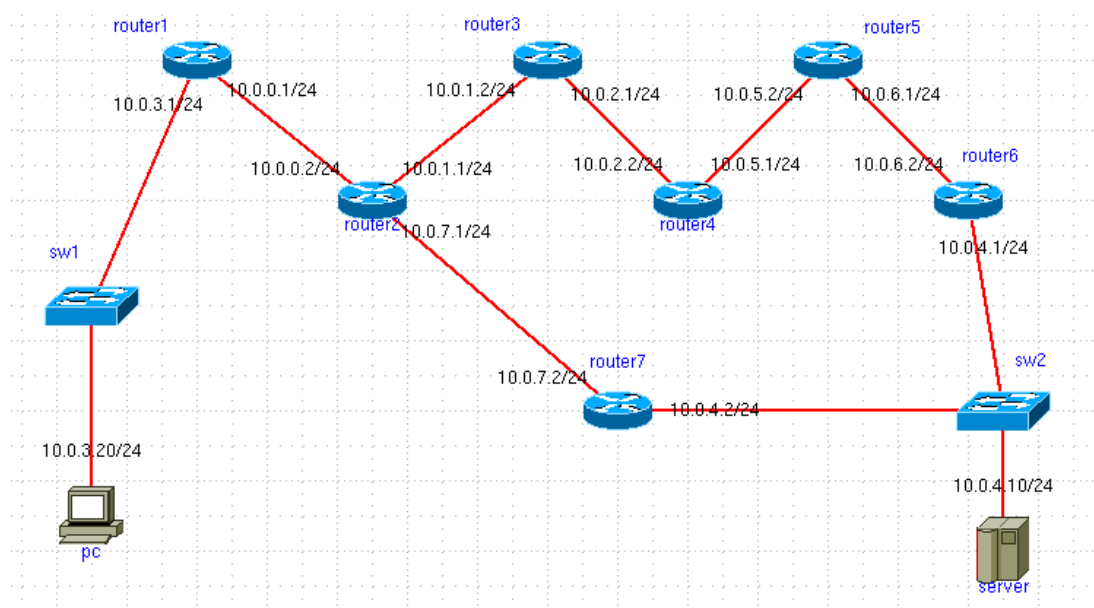 router1
router3
router5
10.0.3.1/24
10.0.0.1/24
10.0.1.2/24
10.0.2.1/24
10.0.5.2/24
10.0.6.1/24
10.0.0.2/24
10.0.1.1/24
10.0.2.2/24
10.0.5.1/24
10.0.6.2/24
router6
router2
10.0.7.1/24
router4
10.0.4.1/24
sw1
router7
sw2
10.0.7.2/24
10.0.4.2/24
10.0.3.20/24
10.0.4.10/24
pc
server